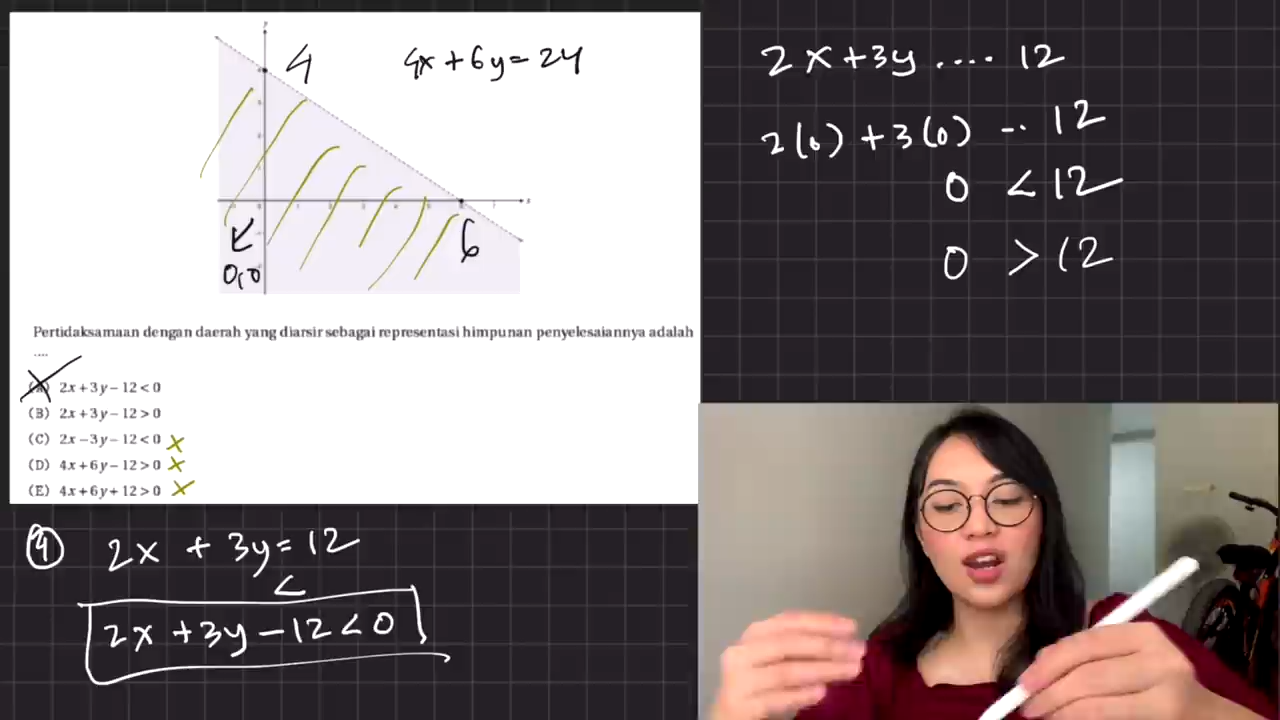 4
4x + 6y = 24
6
0,0
Pertidaksamaan dengan daerah yang diarsir sebagai representasi himpunan penyelesaiannya adalah
....
(A) 2x + 3y – 12 < 0
(B) 2x + 3y – 12 > 0
(C) 2x – 3y – 12 < 0 x
(D) 4x + 6y – 12 > 0 x
(E) 4x + 6y + 12 > 0 x
④ 2x + 3y = 12
<
2x + 3y – 12 < 0
2x + 3y .... 12
2(0) + 3(0) ... 12
0 < 12
0 > 12